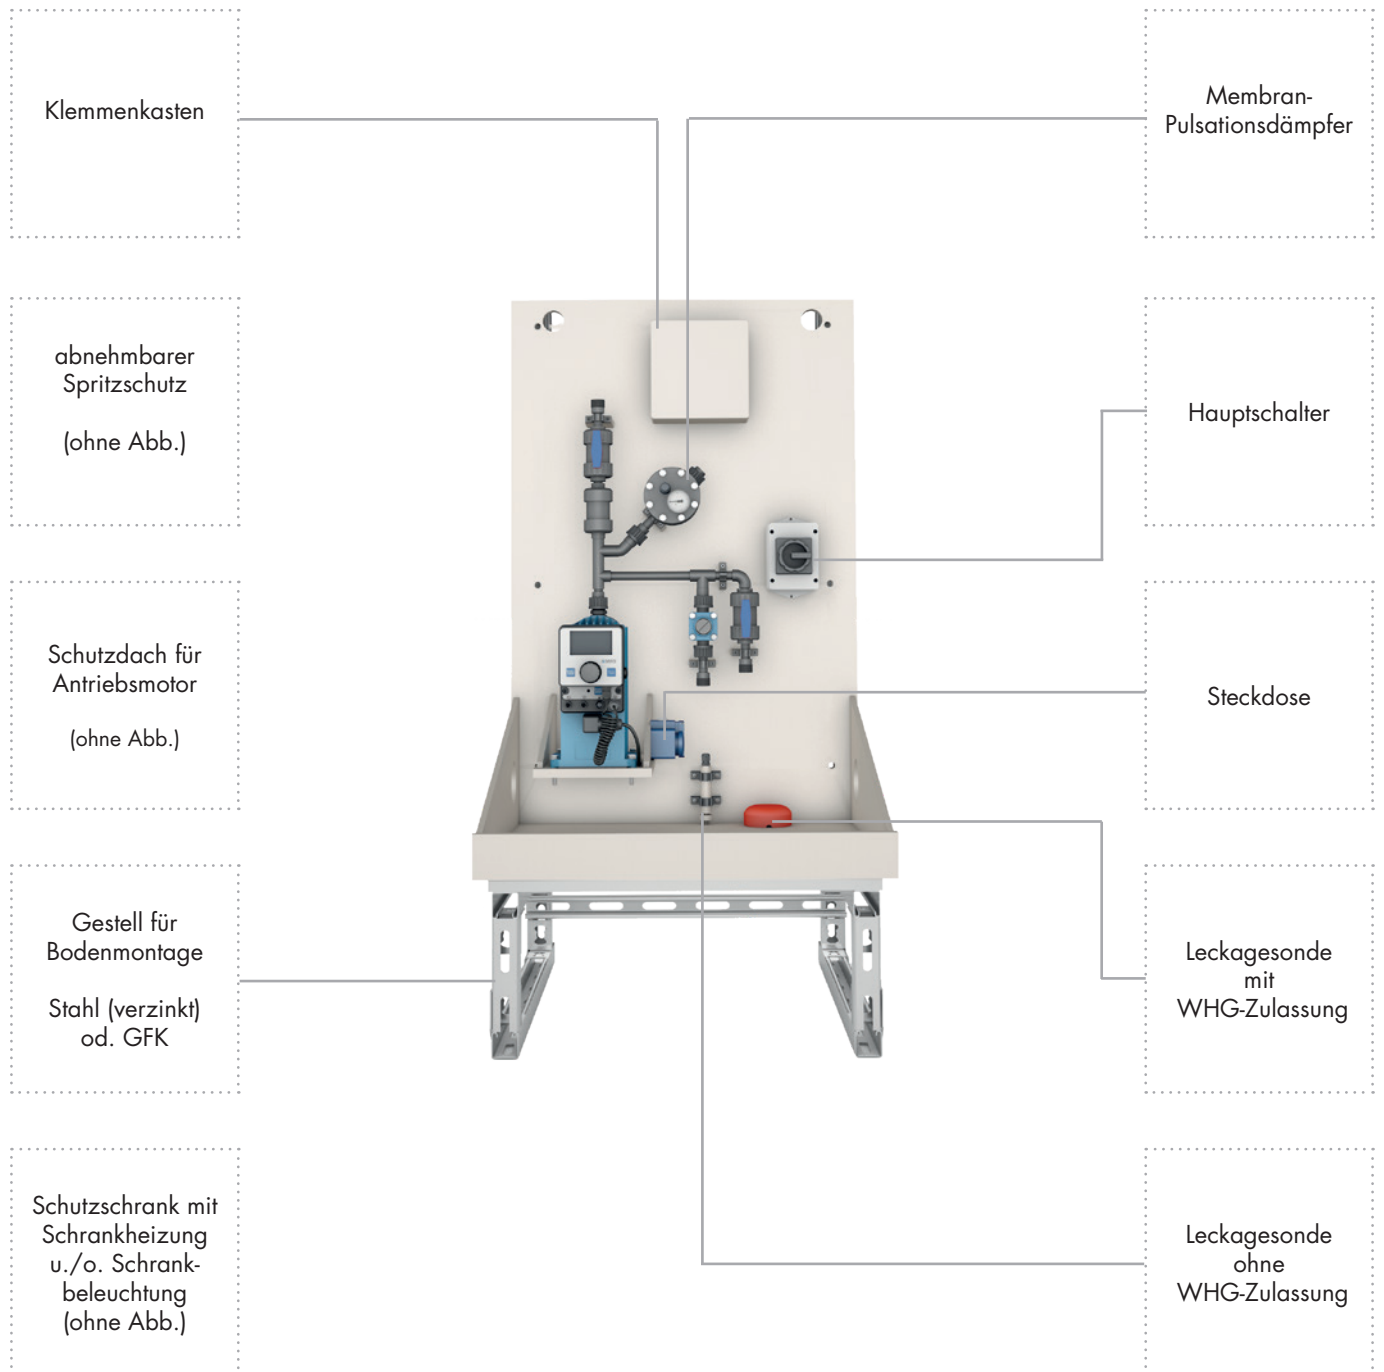 Klemmenkasten
Membran-
Pulsationsdämpfer
abnehmbarer
Spritzschutz
(ohne Abb.)
Hauptschalter
Schutzdach für
Antriebsmotor
(ohne Abb.)
Steckdose
Gestell für
Bodenmontage
Stahl (verzinkt)
od. GFK
Leckagesonde
mit
WHG-Zulassung
Schutzschrank mit
Schrankheizung
u./o. Schrank-
beleuchtung
(ohne Abb.)
Leckagesonde
ohne
WHG-Zulassung